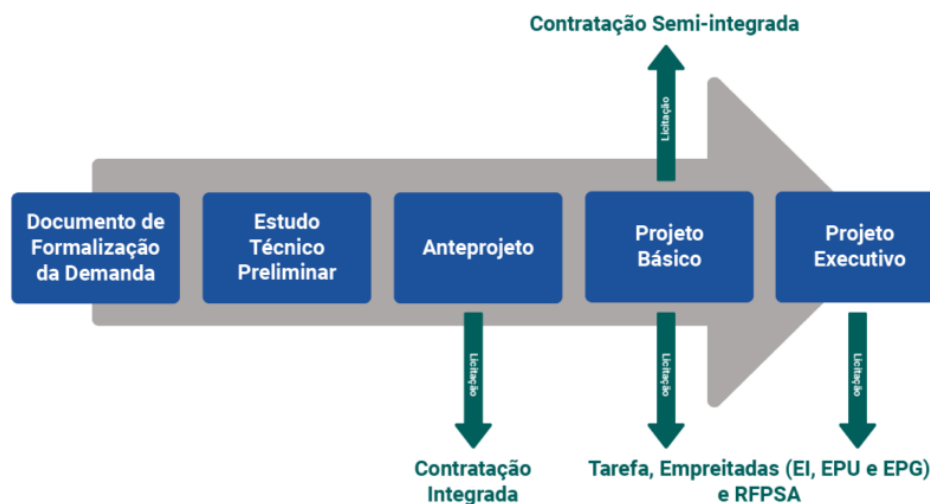 Contratação Semi-integrada
Licitação
Documento de
Formalização
da Demanda
Estudo
Técnico
Preliminar
Anteprojeto
Projeto
Básico
Projeto
Executivo
Licitação
Licitação
Licitação
Contratação
Integrada
Tarefa, Empreitadas (EI, EPU e EPG)
e RFPSA